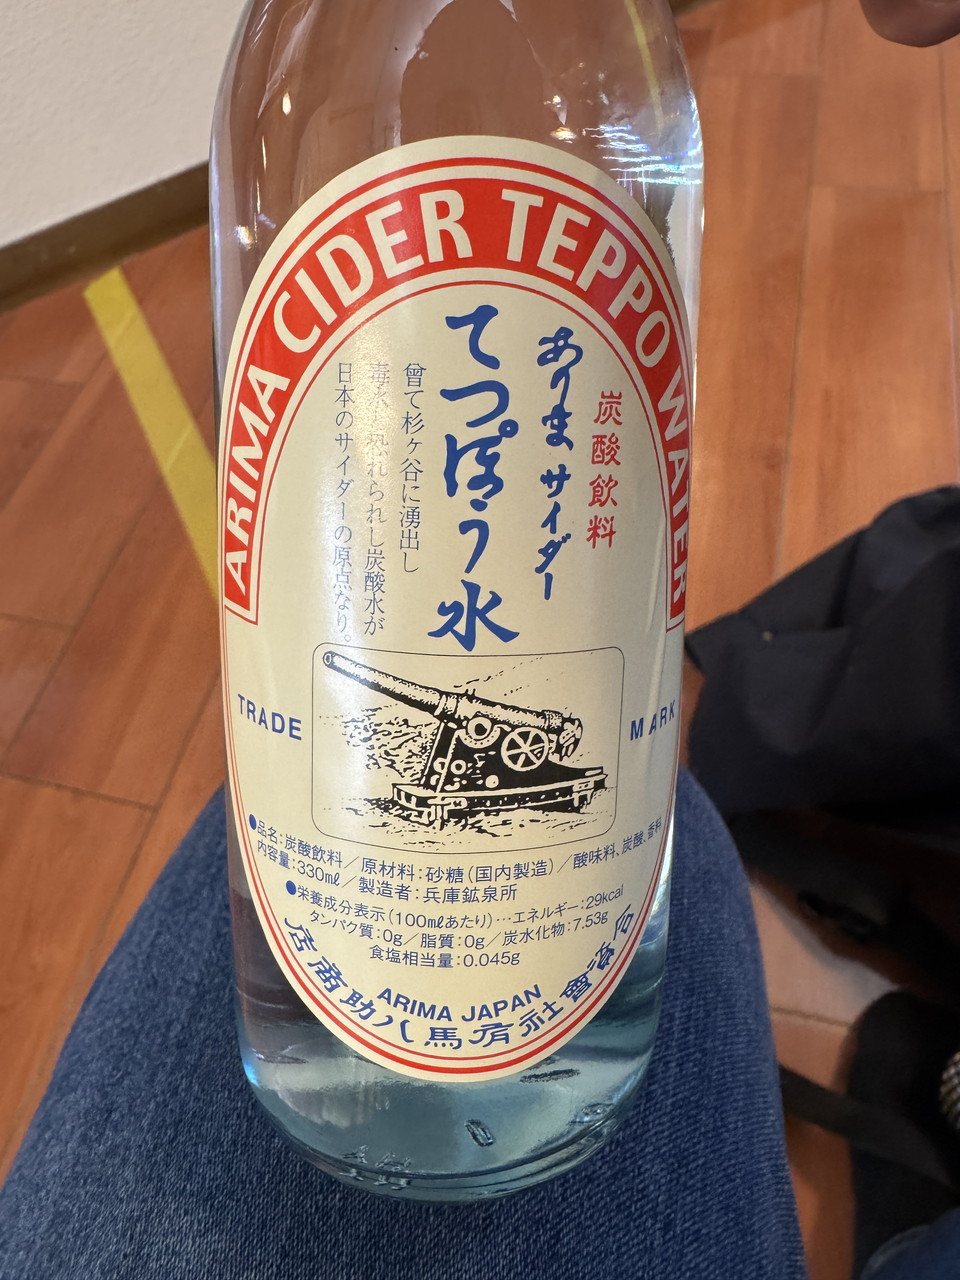 ARIMA CIDER TEPPO WATER
炭酸飲料
ありまサイダー
てつぽう水
曾て杉ヶ谷に湧出し
毒水と恐れられし炭酸水が
日本のサイダーの原点なり。
TRADE
MARK
●品名:炭酸飲料/原材料:砂糖(国内製造)/酸味料、炭酸、香料
内容量:330mℓ/製造者:兵庫鉱泉所
●栄養成分表示(100mℓあたり)…エネルギー:29kcal
タンパク質:0g/脂質:0g/炭水化物:7.53g
食塩相当量:0.045g
ARIMA JAPAN
合資會社有馬八助商店